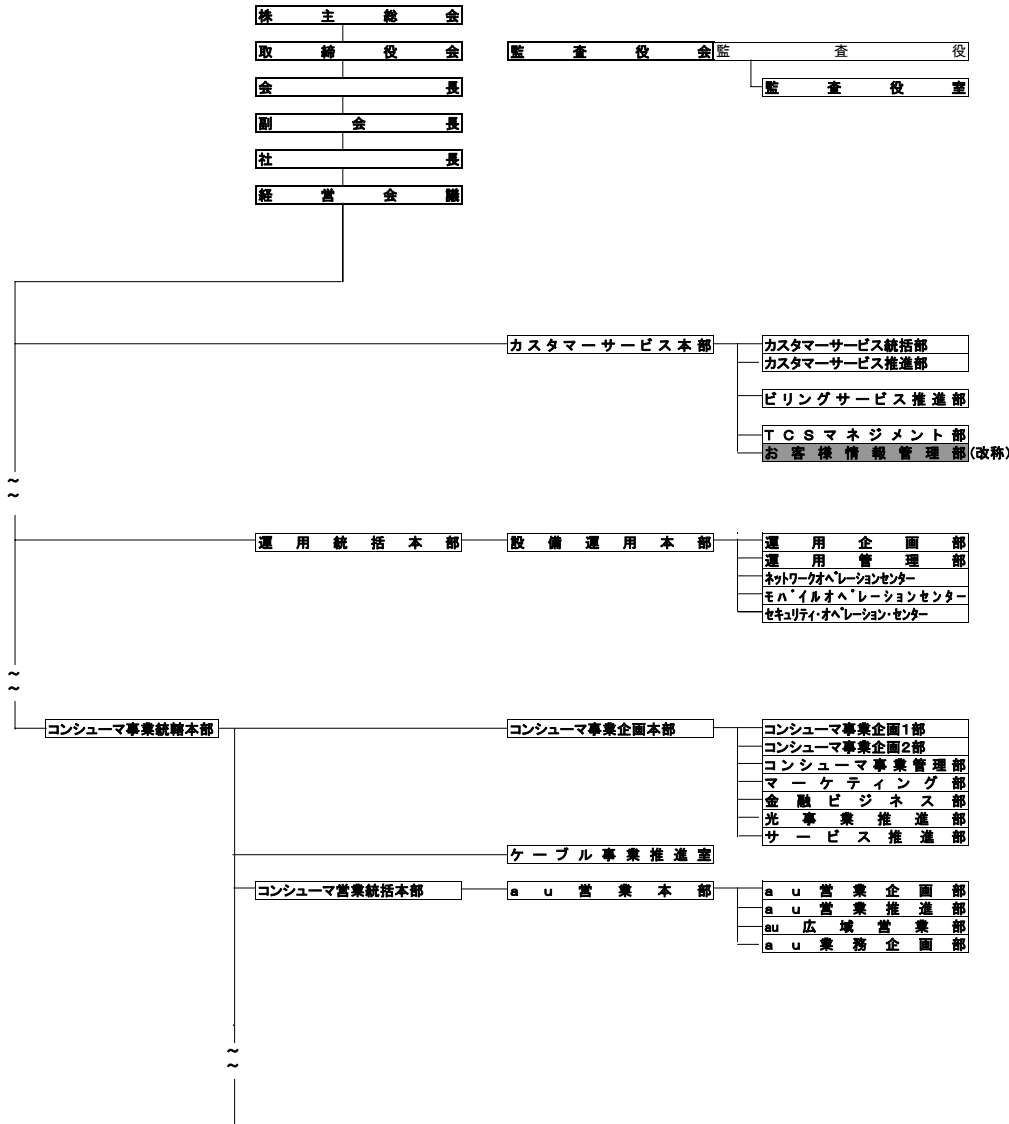 株主総会
取締役会
監査役会 監査役
会長
監査役室
副会長
社長
経営会議
カスタマーサービス本部
カスタマーサービス統括部
カスタマーサービス推進部
ビリングサービス推進部
TCSマネジメント部
お客様情報管理部(改称)
～
～
運用統括本部
設備運用本部
運用企画部
運用管理部
ネットワークオペレーションセンター
モバイルオペレーションセンター
セキュリティ・オペレーション・センター
～
～
コンシューマ事業統轄本部
コンシューマ事業企画本部
コンシューマ事業企画1部
コンシューマ事業企画2部
コンシューマ事業管理部
マーケティング部
金融ビジネス部
光事業推進部
サービス推進部
ケーブル事業推進室
コンシューマ営業統括本部
au営業本部
au営業企画部
au営業推進部
au広域営業部
au業務企画部
～
～